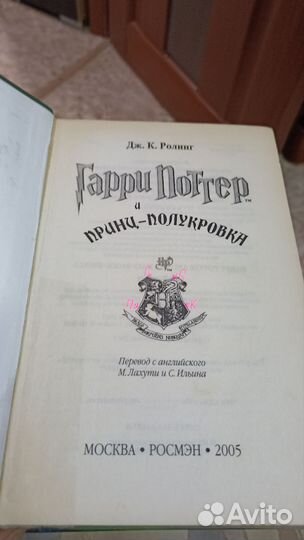 Дж. К. Ролинг
Гарри Поттер
и
ПРИНЦ-ПОЛУКРОВКА
Перевод с английского
М. Лахути и С. Ильина
МОСКВА • РОСМЭН • 2005
Avito